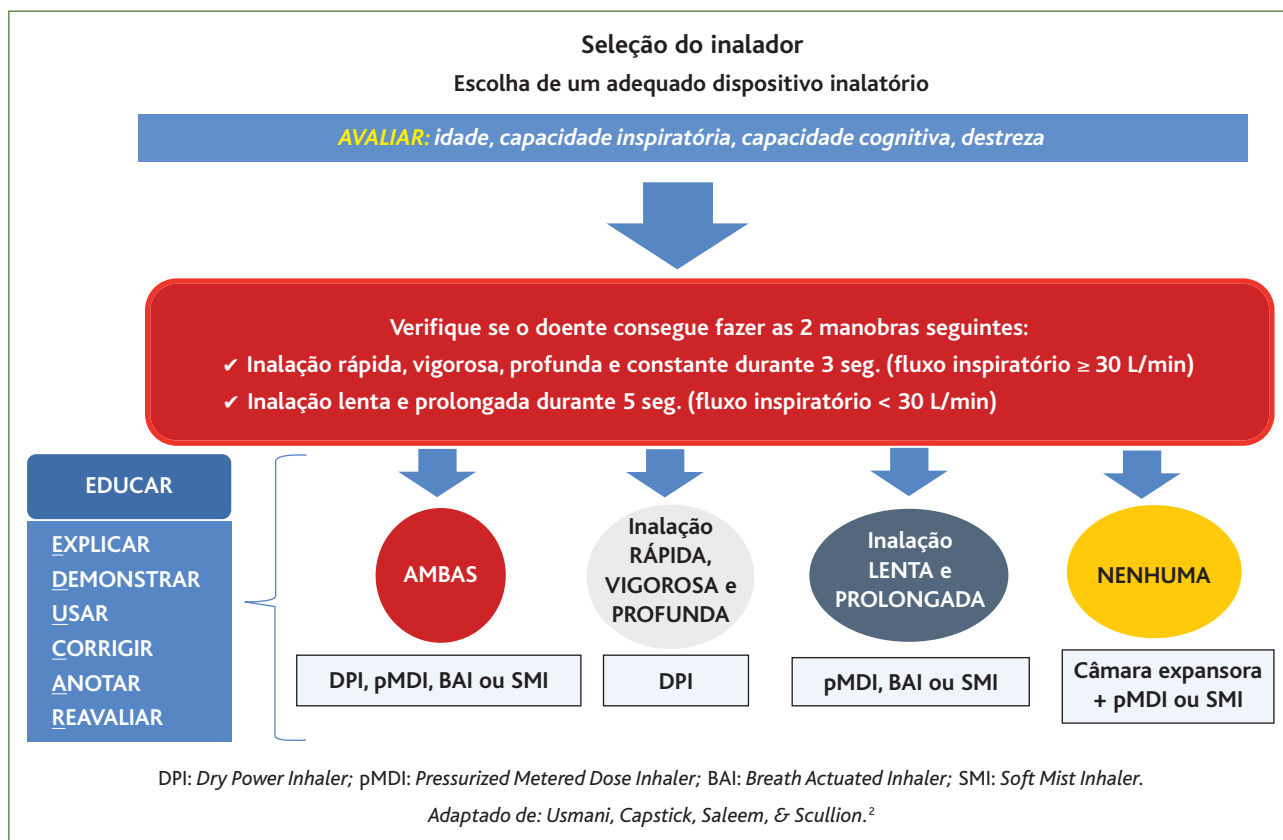 Seleção do inalador
Escolha de um adequado dispositivo inalatório
AVALIAR: idade, capacidade inspiratória, capacidade cognitiva, destreza
Verifique se o doente consegue fazer as 2 manobras seguintes:
✓ Inalação rápida, vigorosa, profunda e constante durante 3 seg. (fluxo inspiratório ≥ 30 L/min)
✓ Inalação lenta e prolongada durante 5 seg. (fluxo inspiratório < 30 L/min)
EDUCAR
EXPLICAR
DEMONSTRAR
USAR
CORRIGIR
ANOTAR
REAVALIAR
AMBAS
DPI, pMDI, BAI ou SMI
Inalação
RÁPIDA,
VIGOROSA e
PROFUNDA
DPI
Inalação
LENTA e
PROLONGADA
pMDI, BAI ou SMI
NENHUMA
Câmara expansora
+ pMDI ou SMI
DPI: Dry Power Inhaler; pMDI: Pressurized Metered Dose Inhaler; BAI: Breath Actuated Inhaler; SMI: Soft Mist Inhaler.
Adaptado de: Usmani, Capstick, Saleem, & Scullion.²